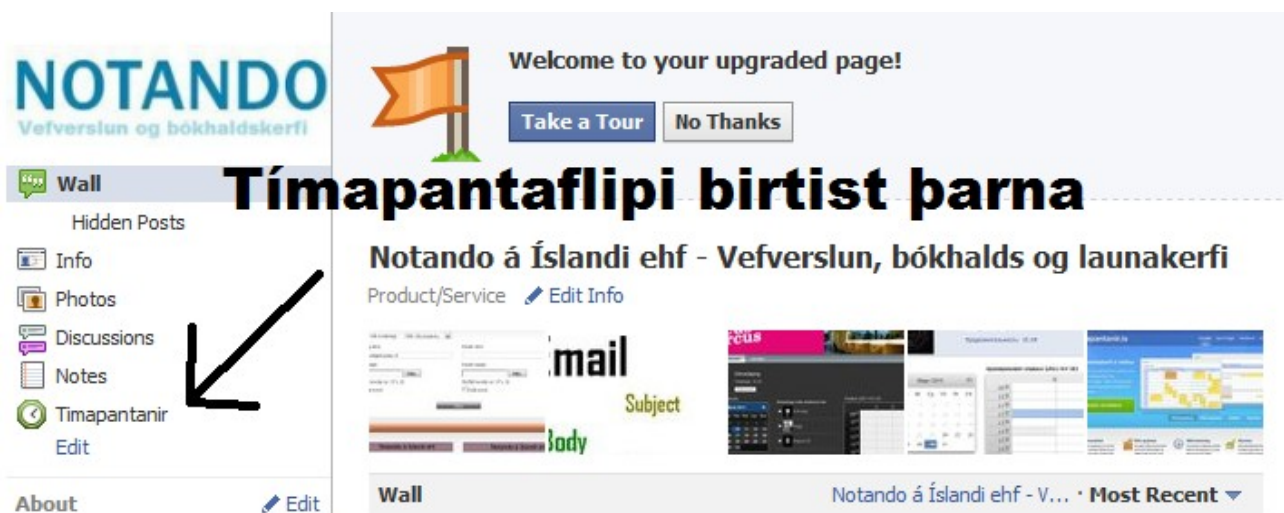 NOTANDO
Vefverslun og bókhaldskerfi
Wall
Hidden Posts
Info
Photos
Discussions
Notes
Timapantanir
Edit
About
Edit
Welcome to your upgraded page!
Take a Tour
No Thanks
Tímapantaflipi birtist þarna
Notando á Íslandi ehf - Vefverslun, bókhalds og launakerfi
Product/Service Edit Info
mail
Subject
Body
Wall
Notando á Íslandi ehf - V... · Most Recent